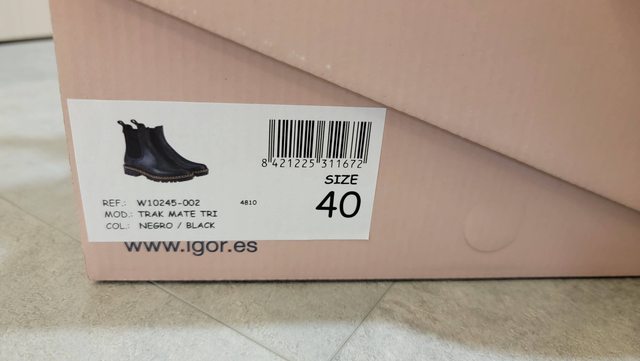 8 421225 311672
SIZE
40
REF.: W10245-002 4810
MOD.: TRAK MATE TRI
COL.: NEGRO / BLACK
www.igor.es